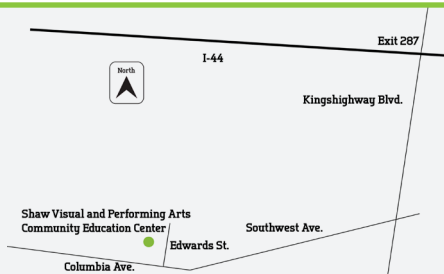 Exit 287
I-44
North
Kingshighway Blvd.
Shaw Visual and Performing Arts
Community Education Center
Southwest Ave.
Edwards St.
Columbia Ave.